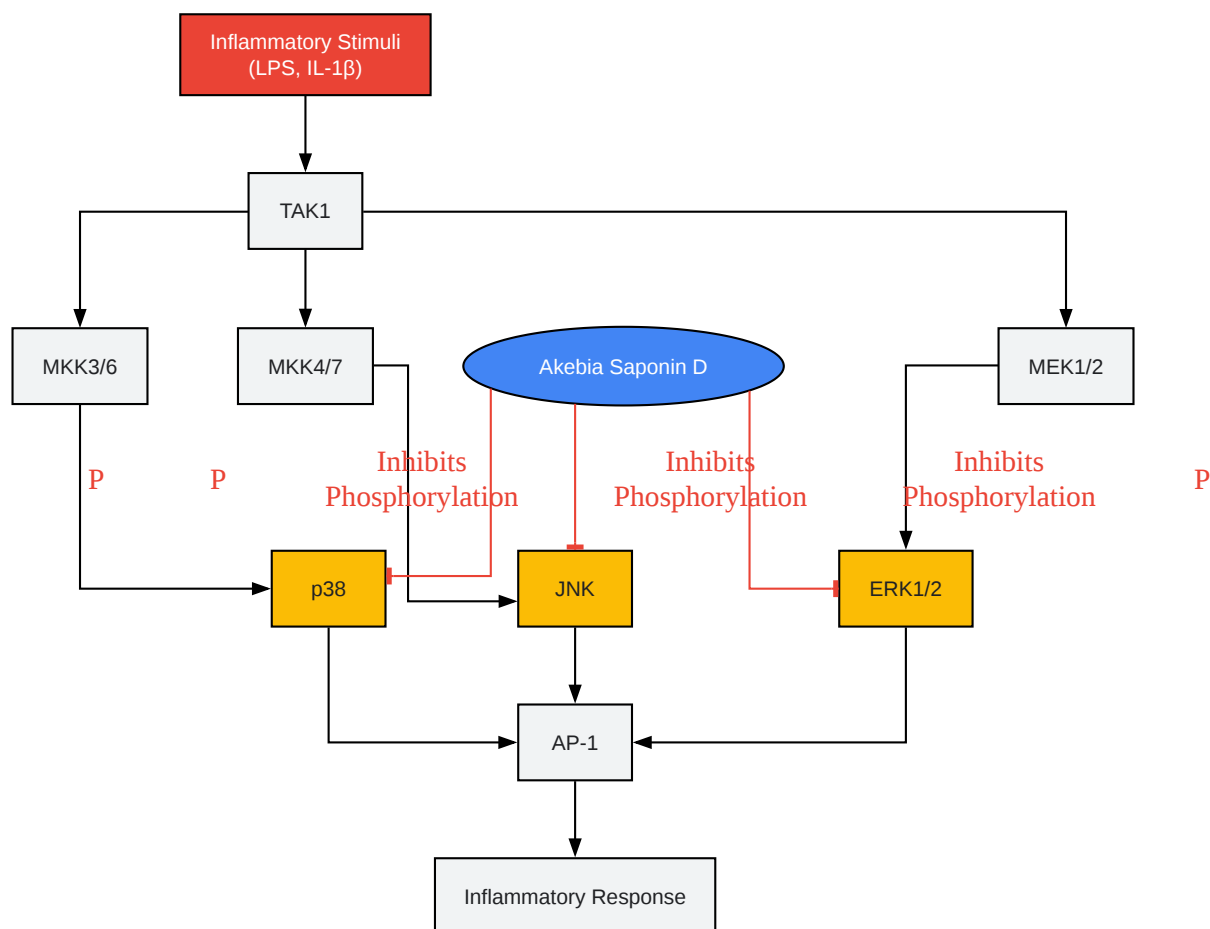 Inflammatory Stimuli
(LPS, IL-1β)
TAK1
MKK3/6
MKK4/7
Akebia Saponin D
MEK1/2
P
P
Inhibits
Phosphorylation
Inhibits
Phosphorylation
Inhibits
Phosphorylation
P
p38
JNK
ERK1/2
AP-1
Inflammatory Response